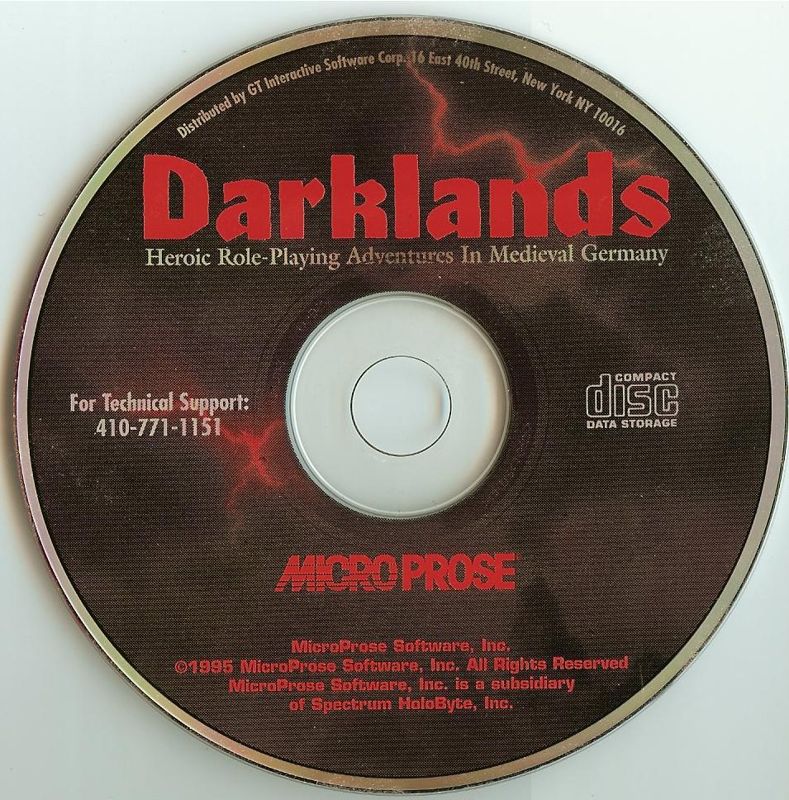 Distributed by GT Interactive Software Corp. 16 East 40th Street, New York NY 10016
Darklands
Heroic Role-Playing Adventures In Medieval Germany
For Technical Support:
410-771-1151
COMPACT
disc
DATA STORAGE
MICROPROSE
MicroProse Software, Inc.
©1995 MicroProse Software, Inc. All Rights Reserved
MicroProse Software, Inc. is a subsidiary
of Spectrum HoloByte, Inc.